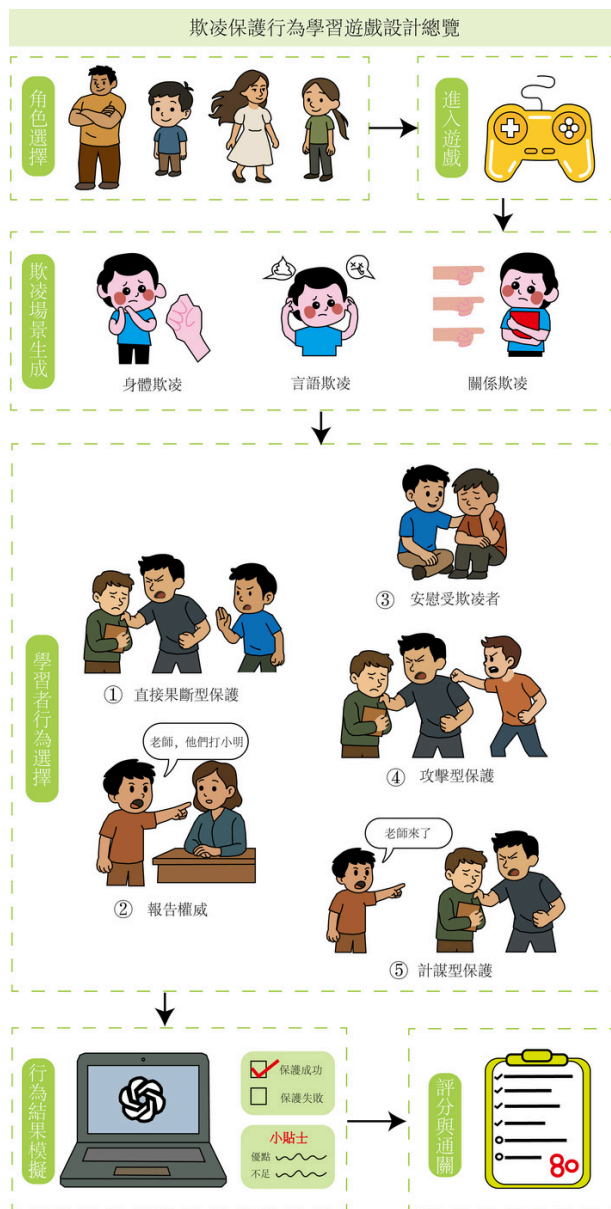 欺凌保護行為學習遊戲設計總覽
角色選擇
進入遊戲
欺凌場景生成
身體欺凌
言語欺凌
關係欺凌
學習者行為選擇
① 直接果斷型保護
老師，他們打小明
② 報告權威
③ 安慰受欺凌者
④ 攻擊型保護
老師來了
⑤ 計謀型保護
行為結果模擬
保護成功
保護失敗
小貼士
優點
不足
評分與通關
80